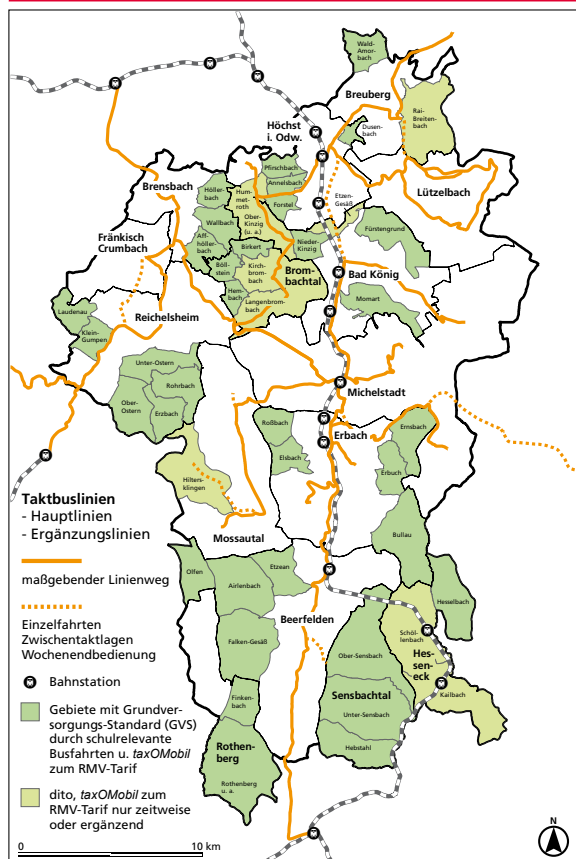 Wald-
Amor-
bach
Breuberg
Rai-
Breiten-
bach
Höchst
i. Odw.
Dusen-
bach
Pfirschbach
Annelsbach
Forstel
Etzen-
Gesäß
Lützelbach
Brensbach
Höller-
bach
Hum-
met-
roth
Ober-
Kinzig
(u. a.)
Wallbach
Aff-
höller-
bach
Birkert
Nieder-
Kinzig
Fürstengrund
Fränkisch
Crumbach
Böll-
stein
Kirch-
brom-
bach
Brom-
bachtal
Bad König
Hem-
bach
Langenbrom-
bach
Momart
Reichelsheim
Laudenau
Klein-
Gumpen
Unter-Ostern
Rohrbach
Ober-
Ostern
Erzbach
Michelstadt
Roßbach
Erbach
Ernsbach
Elsbach
Erbuch
Hilters-
klingen
Bullau
Mossautal
Olfen
Airlenbach
Etzean
Hesselbach
Beerfelden
Falken-Gesäß
Schöl-
lenbach
Hes-
sen-
eck
Ober-Sensbach
Kailbach
Sensbachtal
Finken-
bach
Unter-Sensbach
Rothen-
berg
Hebstahl
Rothenberg
u. a.
Taktbuslinien
- Hauptlinien
- Ergänzungslinien
maßgebender Linienweg
Einzelfahrten
Zwischentaktlagen
Wochenendbedienung
Bahnstation
Gebiete mit Grundver-
sorgungs-Standard (GVS)
durch schulrelevante
Busfahrten u. taxOMobil
zum RMV-Tarif
dito, taxOMobil zum
RMV-Tarif nur zeitweise
oder ergänzend
0 10 km
N